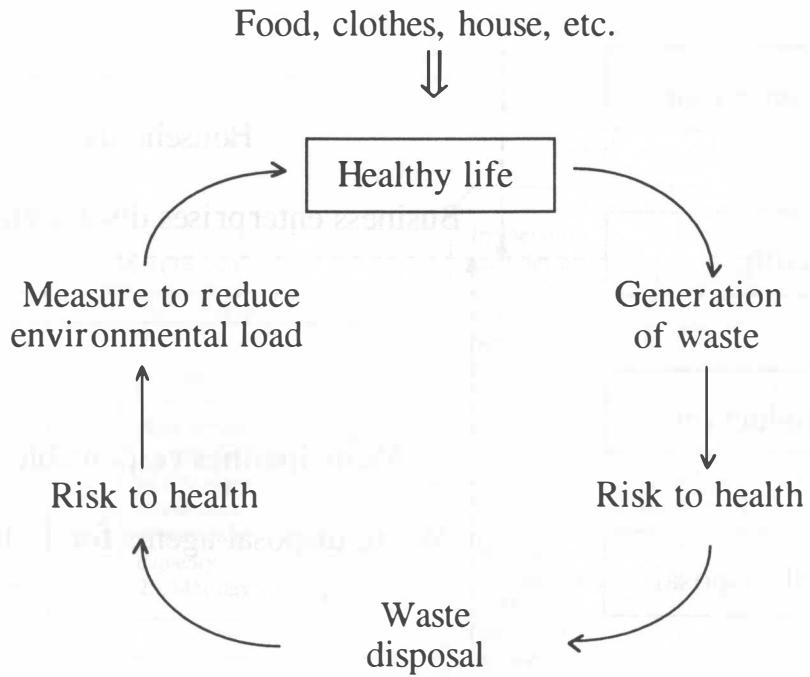 Food, clothes, house, etc.
Healthy life
Measure to reduce
environmental load
Generation
of waste
Risk to health
Risk to health
Waste
disposal